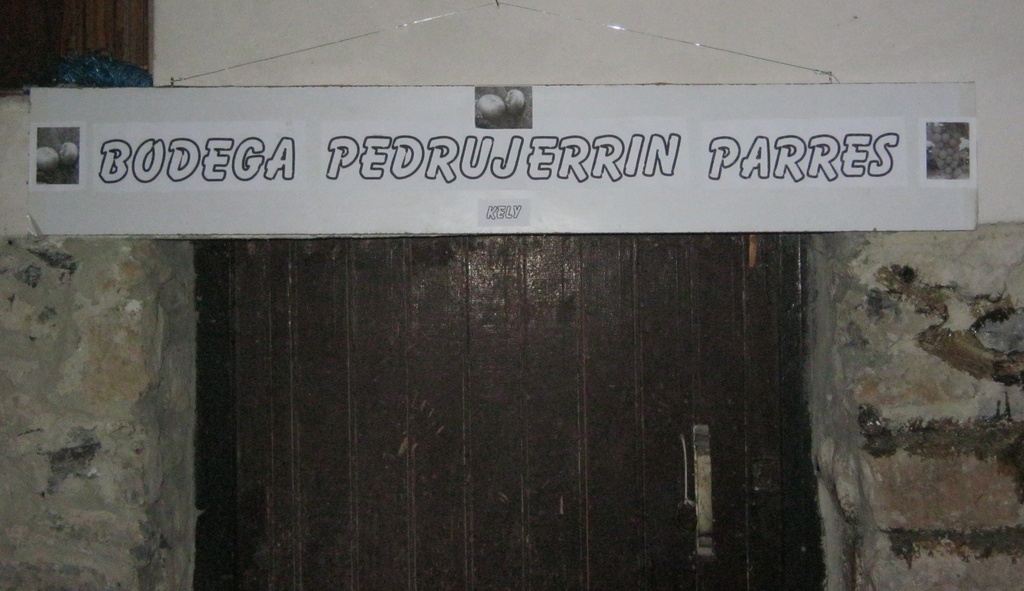 BODEGA PEDRUJERRIN PARRES
KELY